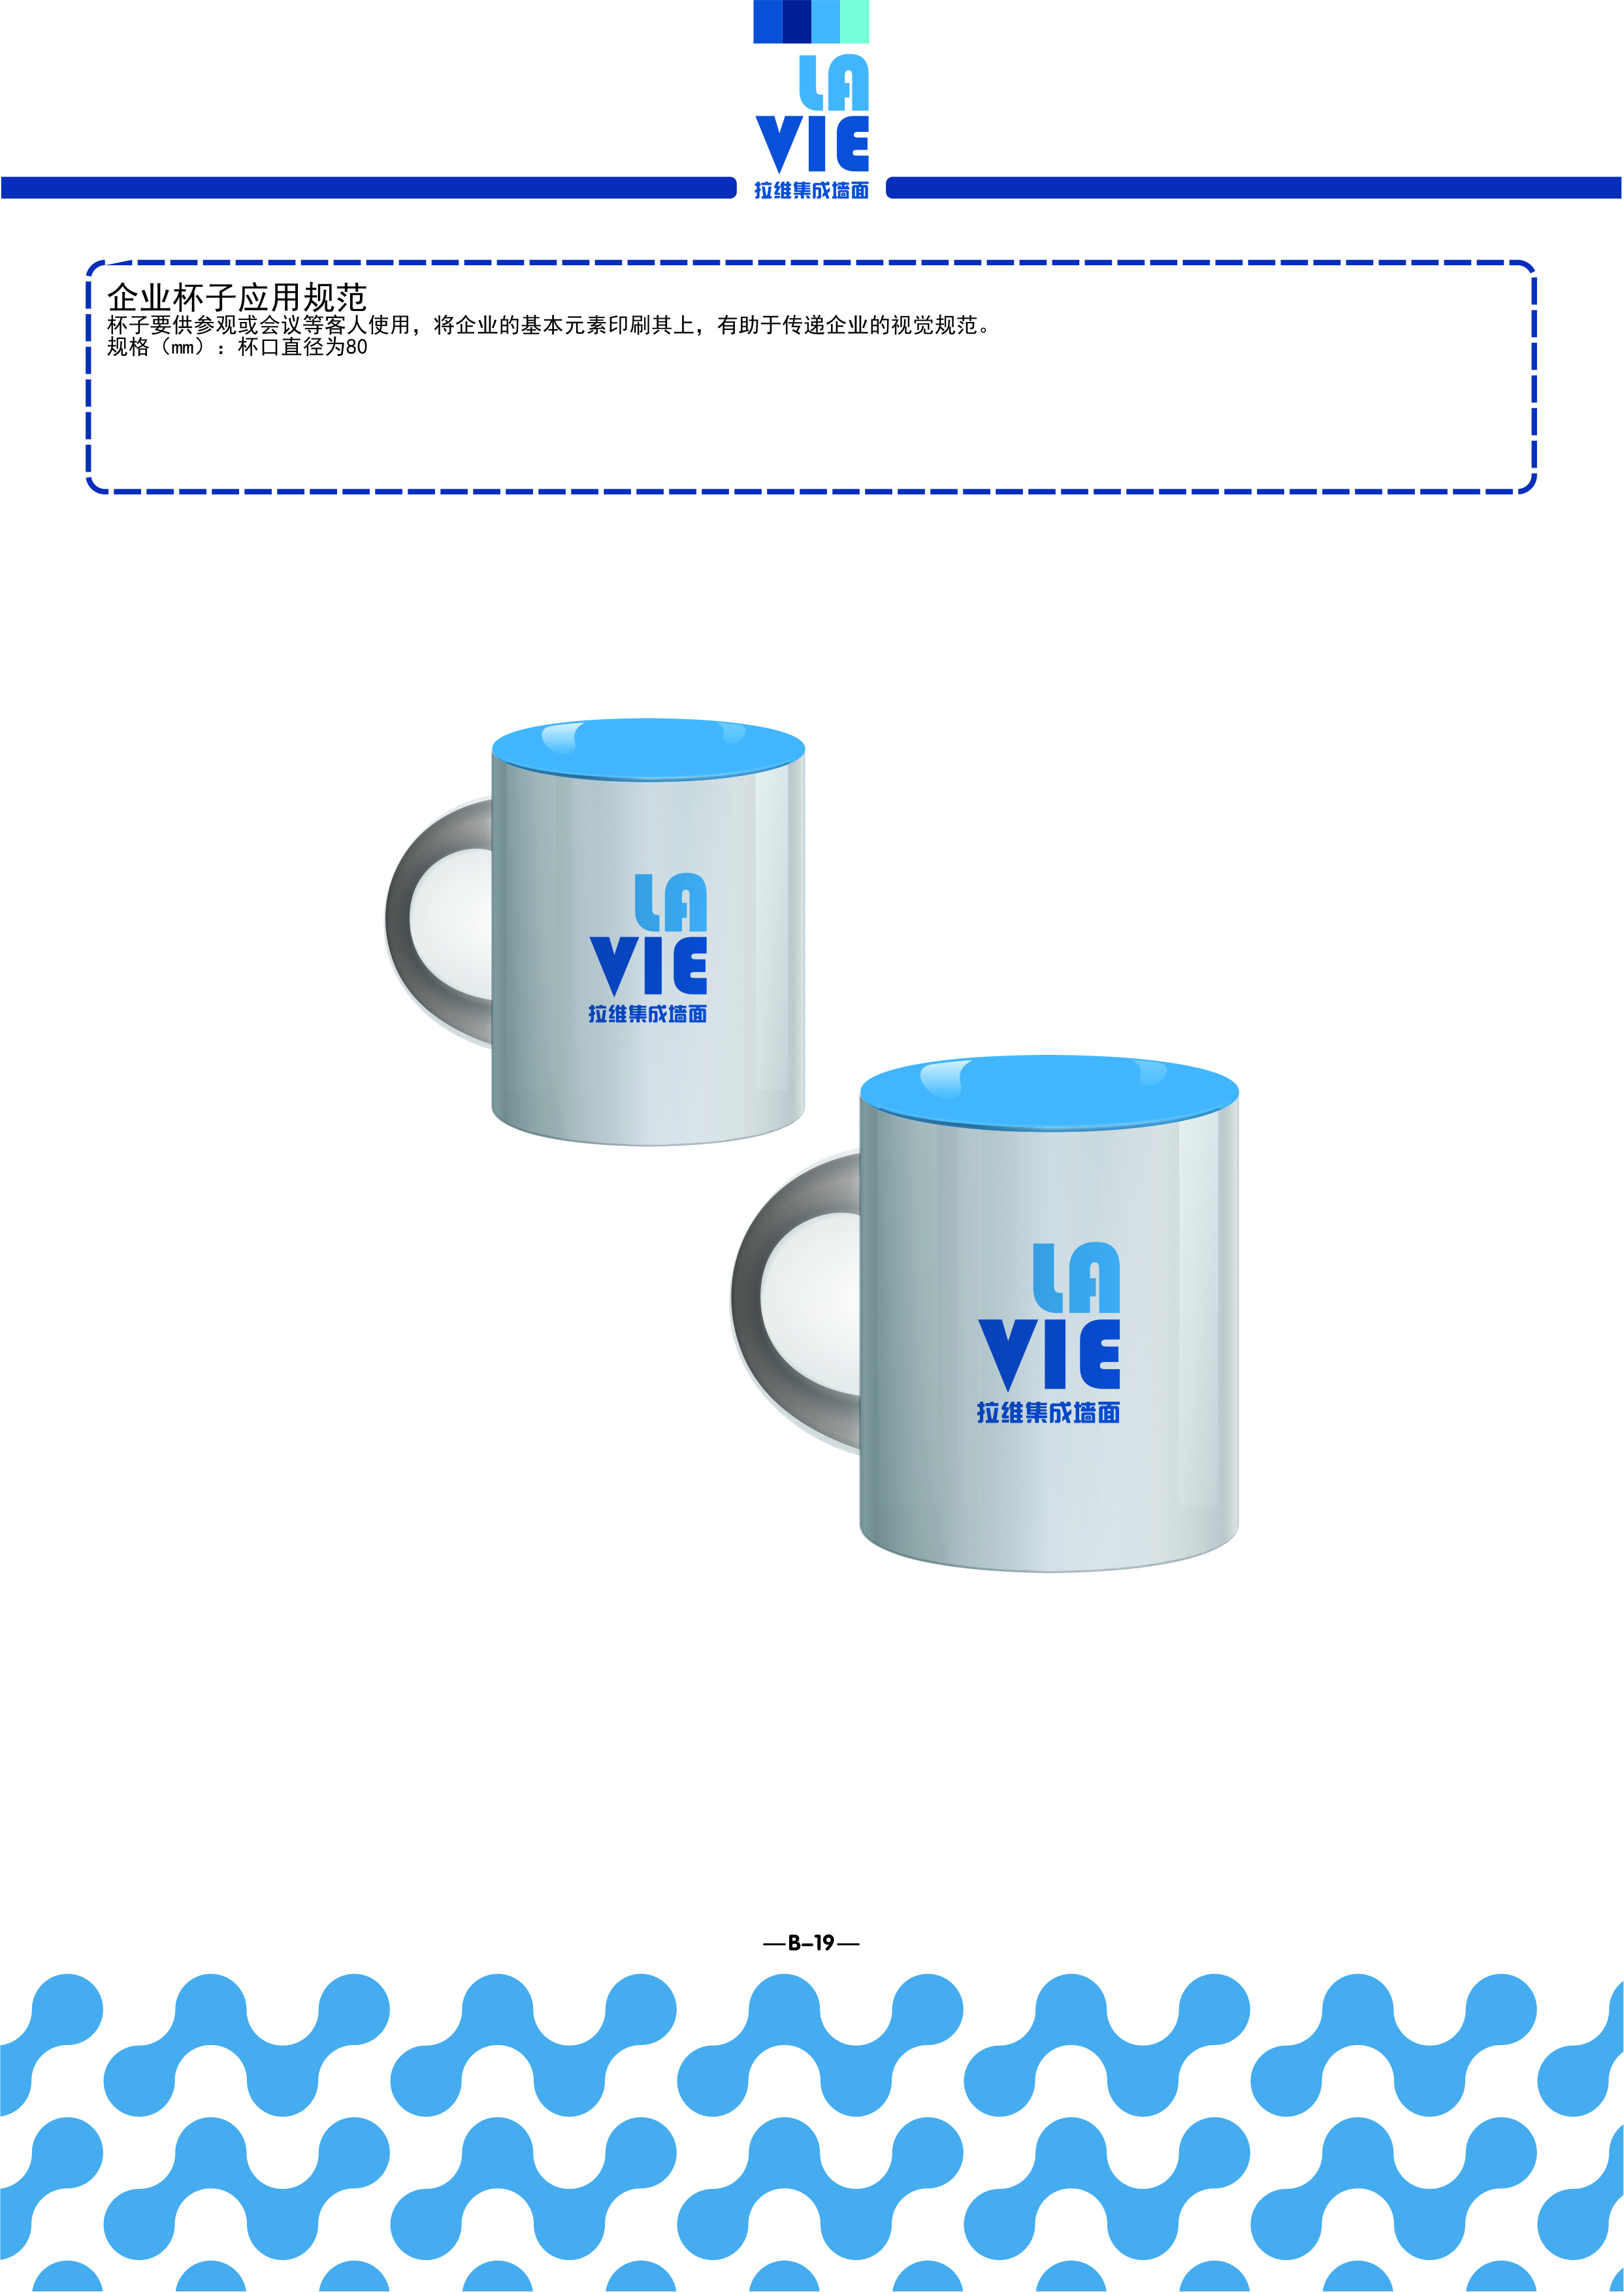 LA
VIE
拉维集成墙面
企业杯子应用规范
杯子要供参观或会议等客人使用，将企业的基本元素印刷其上，有助于传递企业的视觉规范。
规格（mm）：杯口直径为80
LA
VIE
拉维集成墙面
LA
VIE
拉维集成墙面
—B-19—